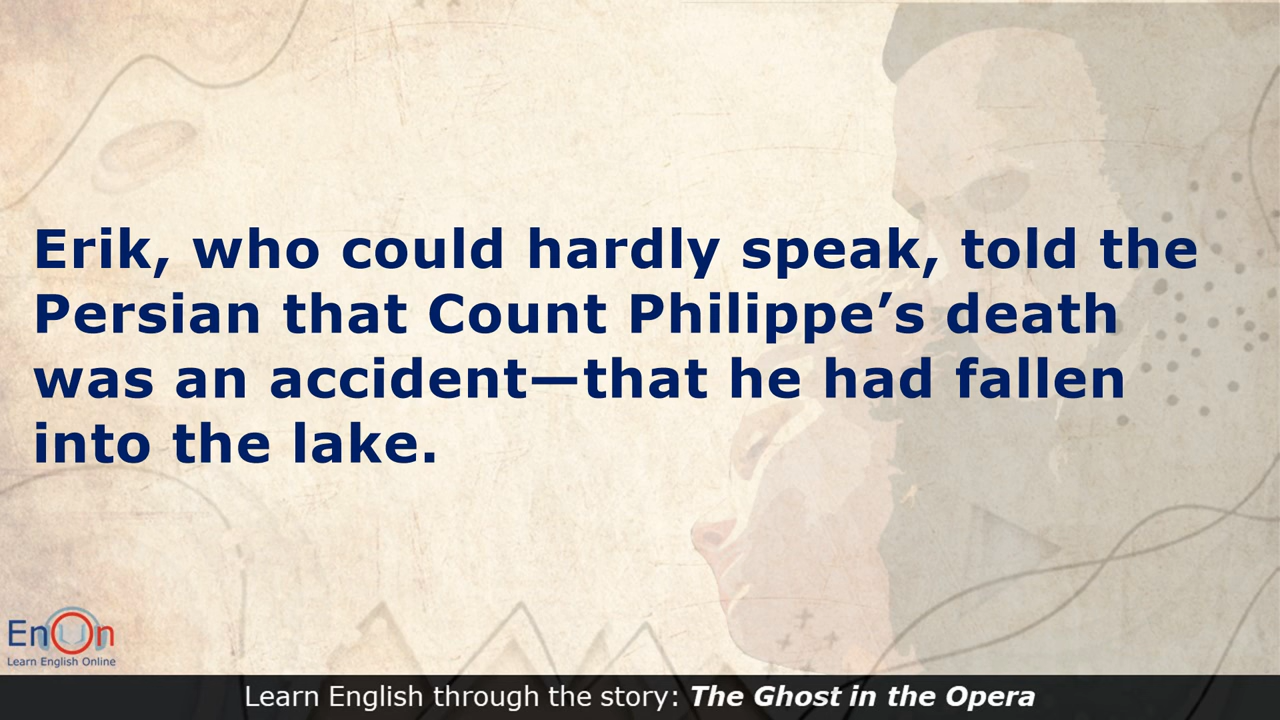 Erik, who could hardly speak, told the
Persian that Count Philippe’s death
was an accident—that he had fallen
into the lake.
EnOn
Learn English Online
Learn English through the story: The Ghost in the Opera